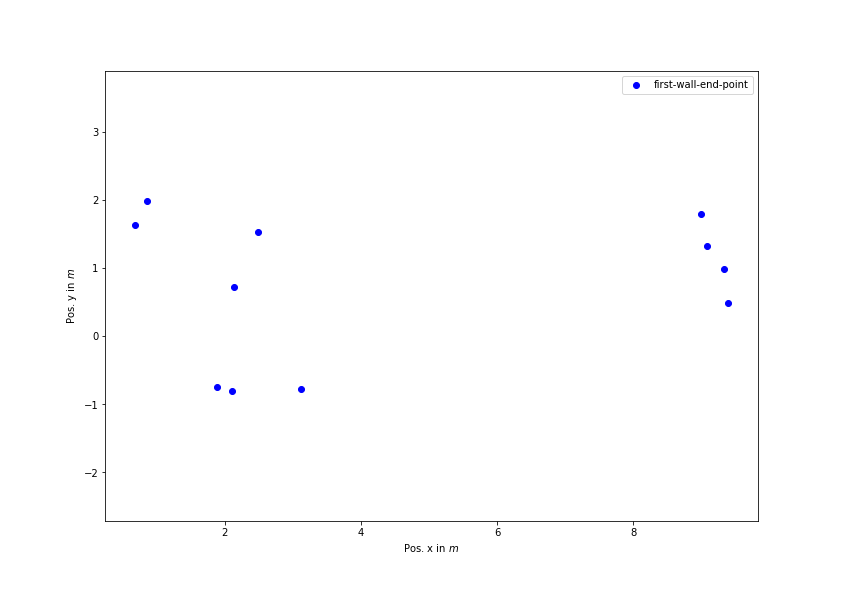 first-wall-end-point
3
2
1
0
−1
−2
Pos. y in m
2 4 6 8
Pos. x in m